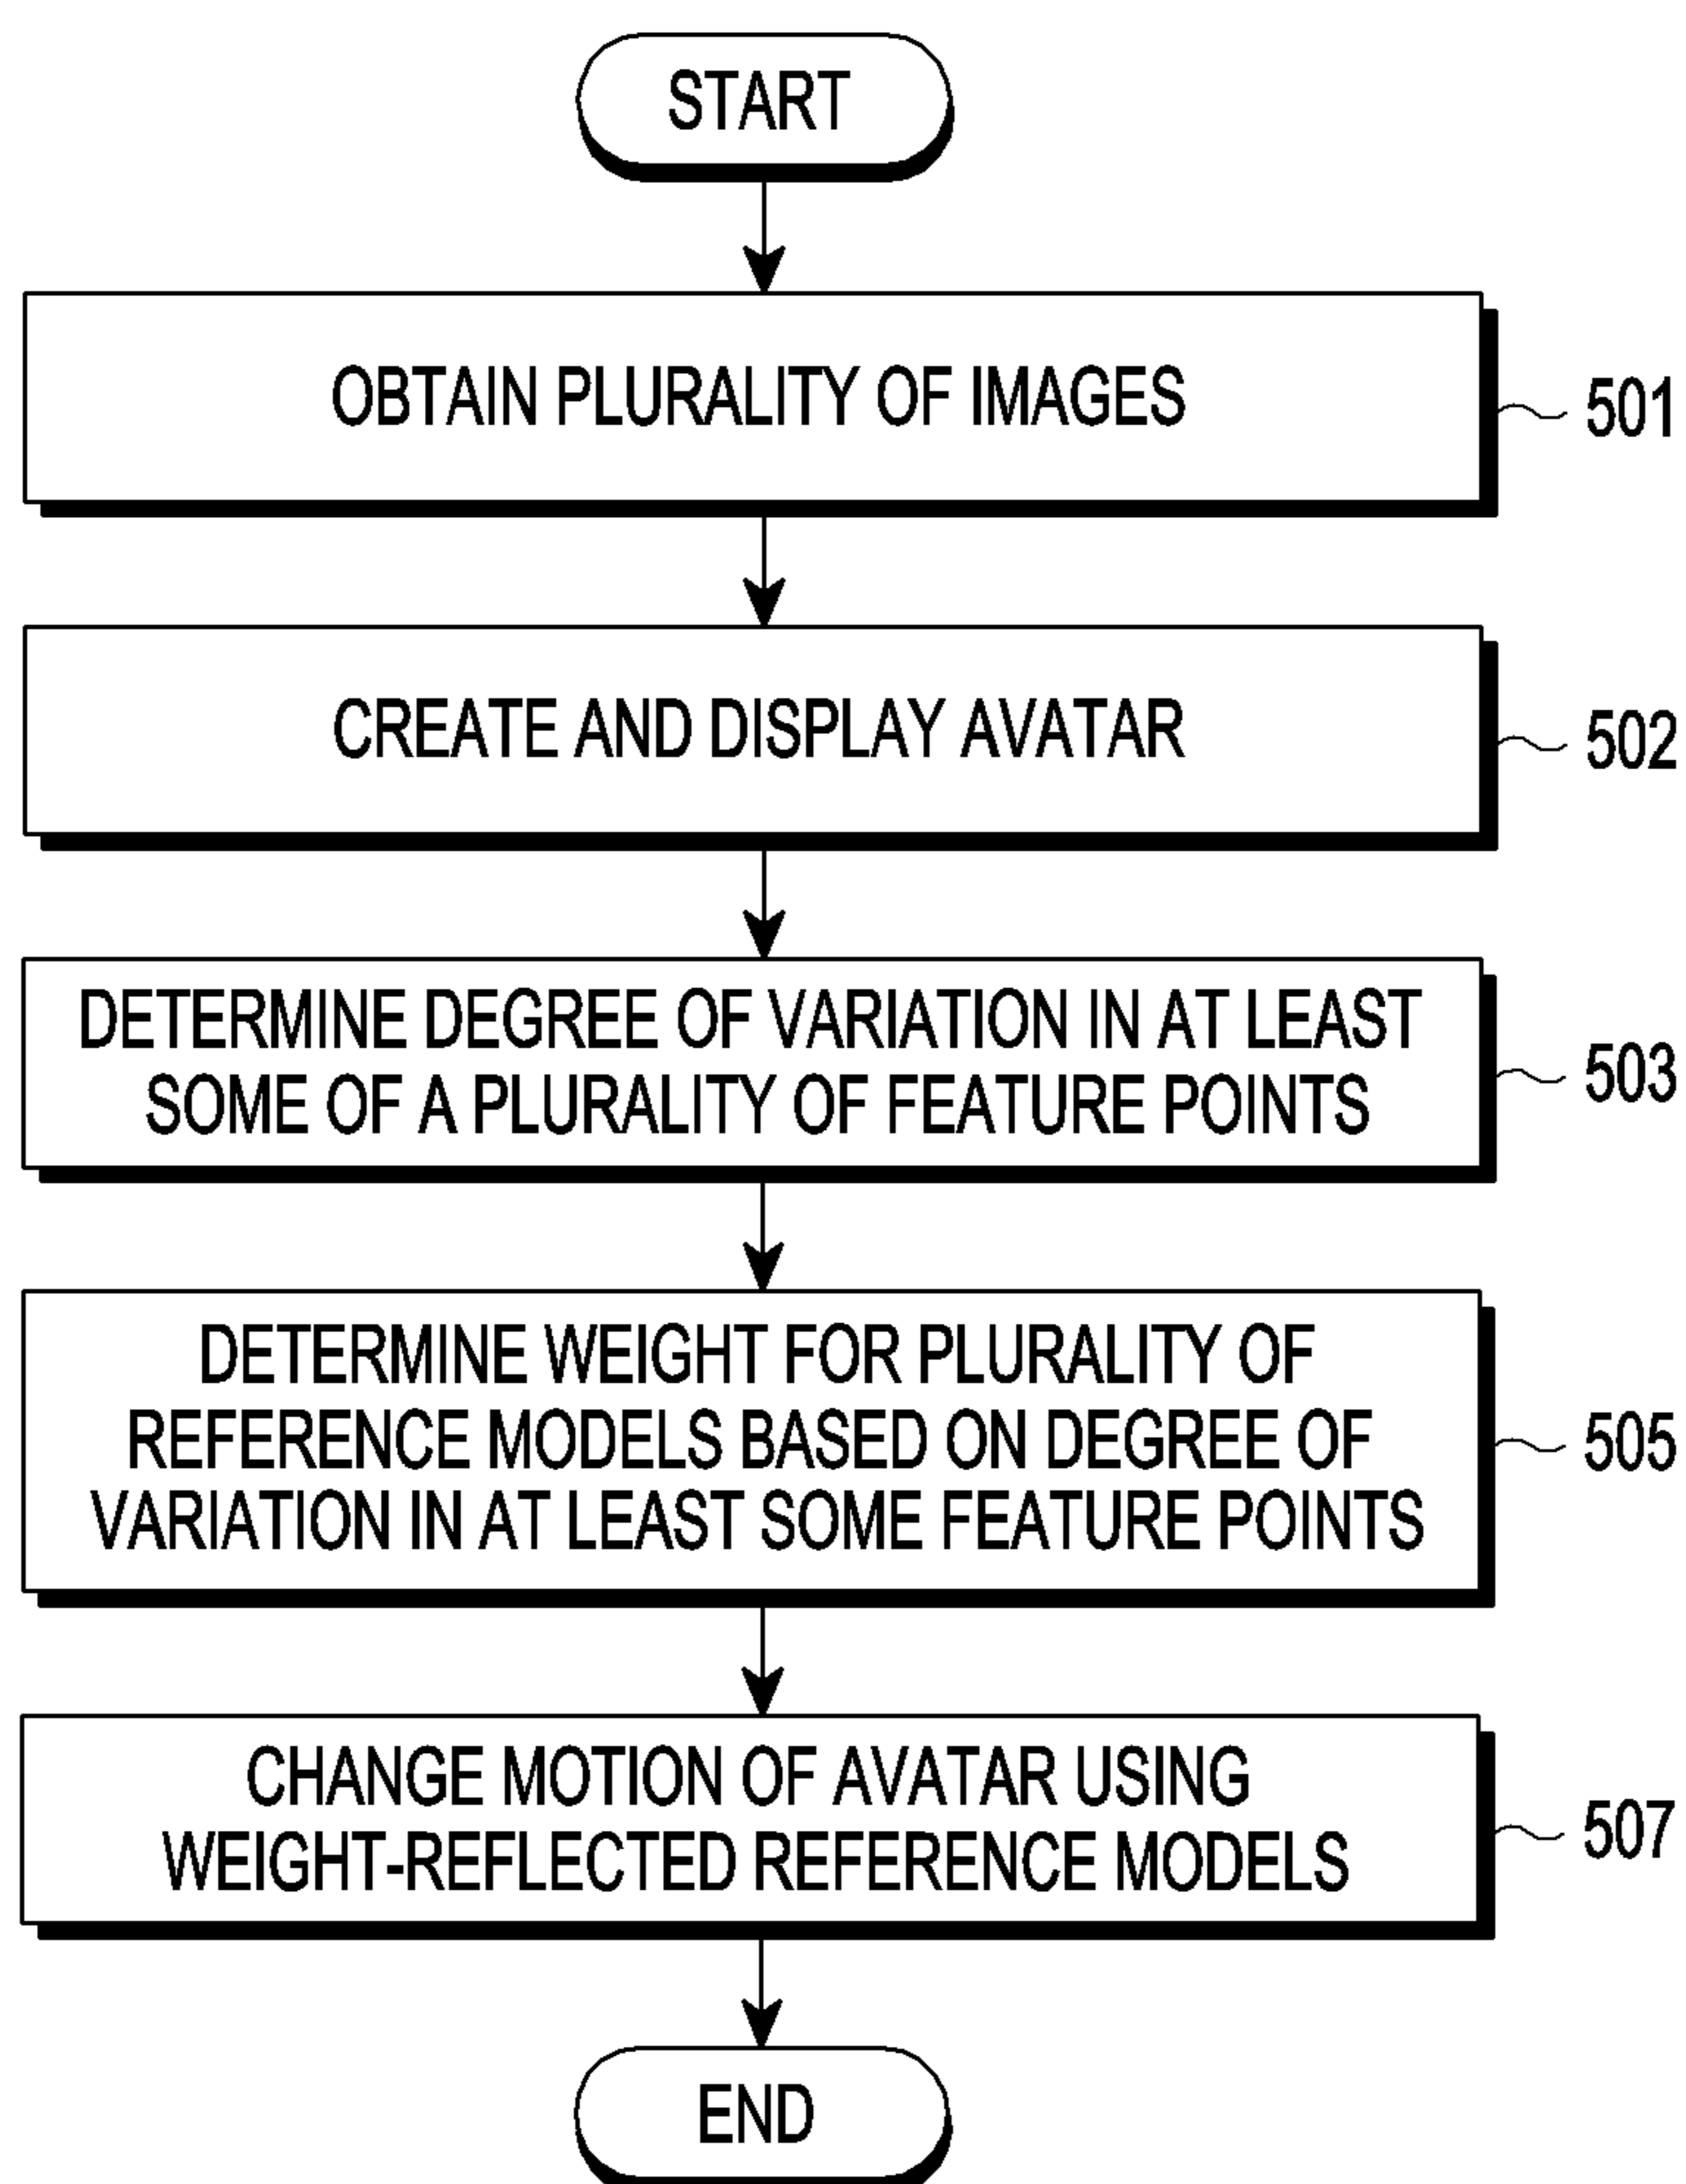 START
OBTAIN PLURALITY OF IMAGES
501
CREATE AND DISPLAY AVATAR
502
DETERMINE DEGREE OF VARIATION IN AT LEAST
SOME OF A PLURALITY OF FEATURE POINTS
503
DETERMINE WEIGHT FOR PLURALITY OF
REFERENCE MODELS BASED ON DEGREE OF
VARIATION IN AT LEAST SOME FEATURE POINTS
505
CHANGE MOTION OF AVATAR USING
WEIGHT-REFLECTED REFERENCE MODELS
507
END